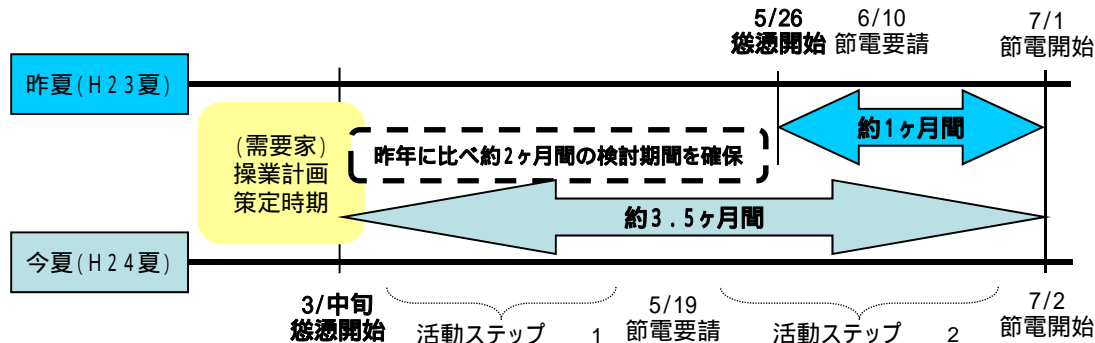 5/26
慫慂開始
6/10
節電要請
7/1
節電開始
昨夏(H23夏)
約1ヶ月間
(需要家)
操業計画
策定時期
昨年に比べ約2ヶ月間の検討期間を確保
約3.5ヶ月間
今夏(H24夏)
3/中旬
慫慂開始
活動ステップ 1
5/19
節電要請
活動ステップ 2
7/2
節電開始